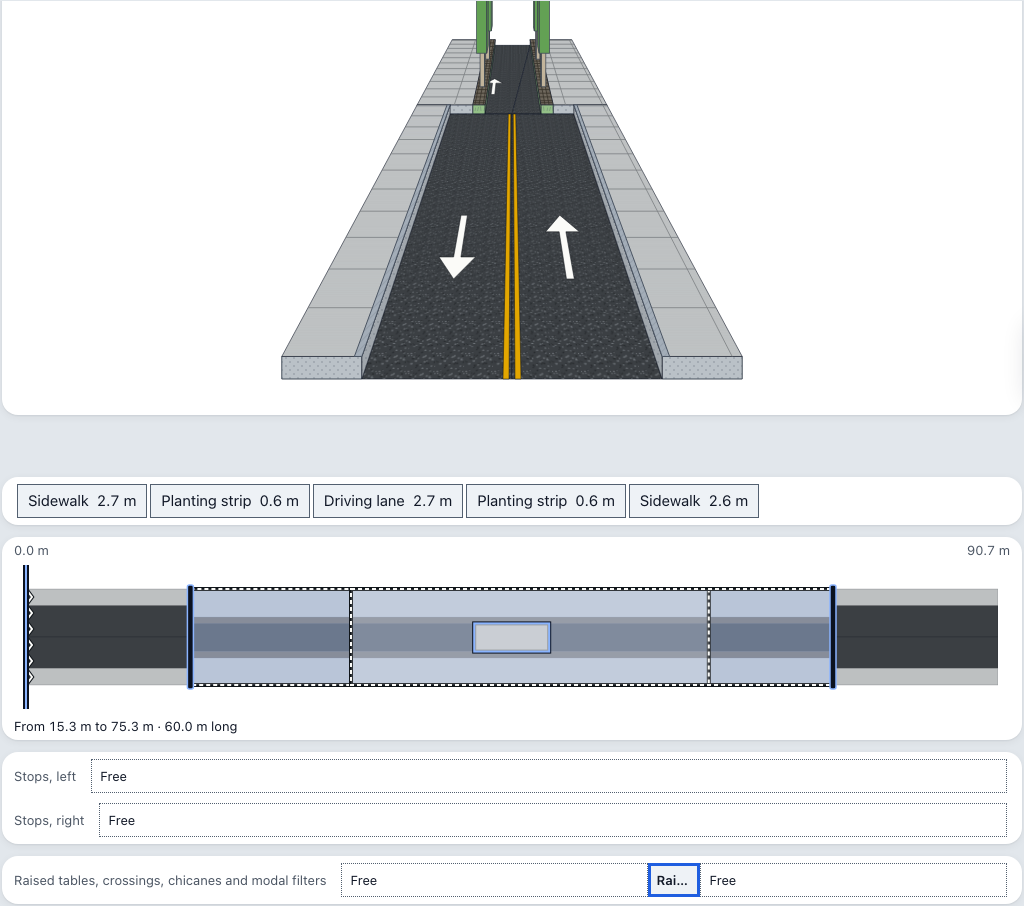 Sidewalk 2.7 m
Planting strip 0.6 m
Driving lane 2.7 m
Planting strip 0.6 m
Sidewalk 2.6 m
0.0 m
90.7 m
From 15.3 m to 75.3 m · 60.0 m long
Stops, left
Free
Stops, right
Free
Raised tables, crossings, chicanes and modal filters
Free
Rai...
Free